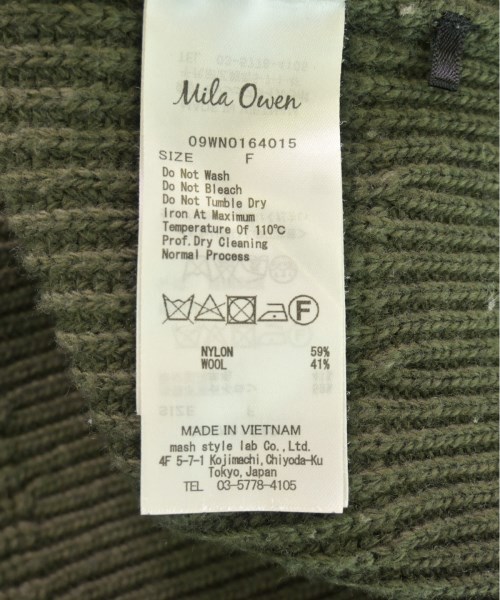 Mila Owen
09WNO164015
SIZE F
Do Not Wash
Do Not Bleach
Do Not Tumble Dry
Iron At Maximum
Temperature Of 110℃
Prof.Dry Cleaning
Normal Process
F
NYLON 59%
WOOL 41%
MADE IN VIETNAM
mash style lab Co.,Ltd.
4F 5-7-1 Kojimachi,Chiyoda-Ku
Tokyo,Japan
TEL 03-5778-4105